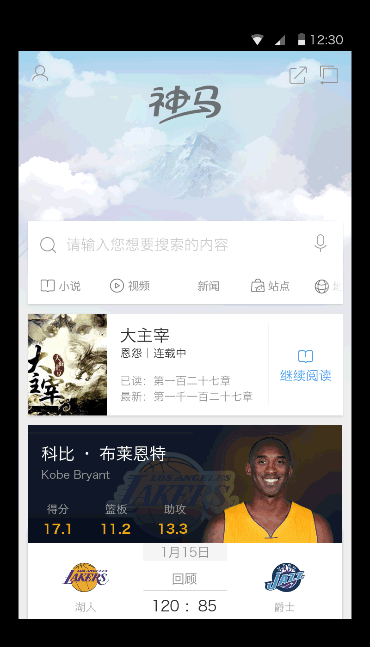 12:30
神马
请输入您想要搜索的内容
小说 视频 新闻 站点
大主宰
大主宰
恩怨｜连载中
已读：第一百二十七章
最新：第一千一百二十七章
继续阅读
科比 · 布莱恩特
Kobe Bryant
得分 篮板 助攻
17.1 11.2 13.3
LOS ANGELES
LAKERS
1月15日
LAKERS 回顾 JAZZ
湖人 120 : 85 爵士